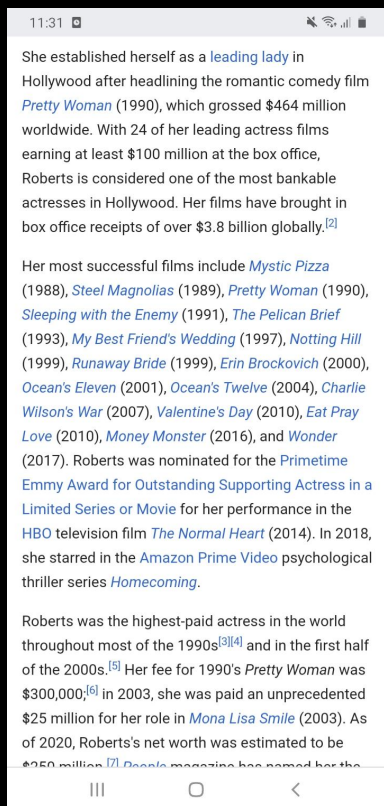 11:31
She established herself as a leading lady in
Hollywood after headlining the romantic comedy film
Pretty Woman (1990), which grossed $464 million
worldwide. With 24 of her leading actress films
earning at least $100 million at the box office,
Roberts is considered one of the most bankable
actresses in Hollywood. Her films have brought in
box office receipts of over $3.8 billion globally.[2]
Her most successful films include Mystic Pizza
(1988), Steel Magnolias (1989), Pretty Woman (1990),
Sleeping with the Enemy (1991), The Pelican Brief
(1993), My Best Friend's Wedding (1997), Notting Hill
(1999), Runaway Bride (1999), Erin Brockovich (2000),
Ocean's Eleven (2001), Ocean's Twelve (2004), Charlie
Wilson's War (2007), Valentine's Day (2010), Eat Pray
Love (2010), Money Monster (2016), and Wonder
(2017). Roberts was nominated for the Primetime
Emmy Award for Outstanding Supporting Actress in a
Limited Series or Movie for her performance in the
HBO television film The Normal Heart (2014). In 2018,
she starred in the Amazon Prime Video psychological
thriller series Homecoming.
Roberts was the highest-paid actress in the world
throughout most of the 1990s[3][4] and in the first half
of the 2000s.[5] Her fee for 1990's Pretty Woman was
$300,000;[6] in 2003, she was paid an unprecedented
$25 million for her role in Mona Lisa Smile (2003). As
of 2020, Roberts's net worth was estimated to be
$250 million.[7] People magazine has named her the